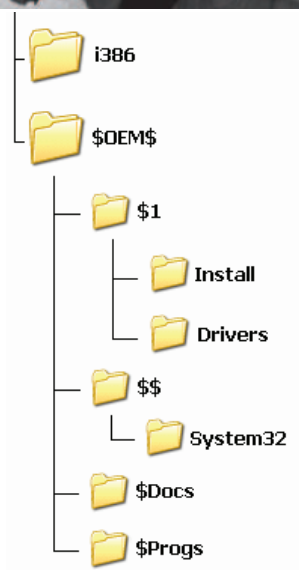 i386
$OEM$
$1
Install
Drivers
$$
System32
$Docs
$Progs